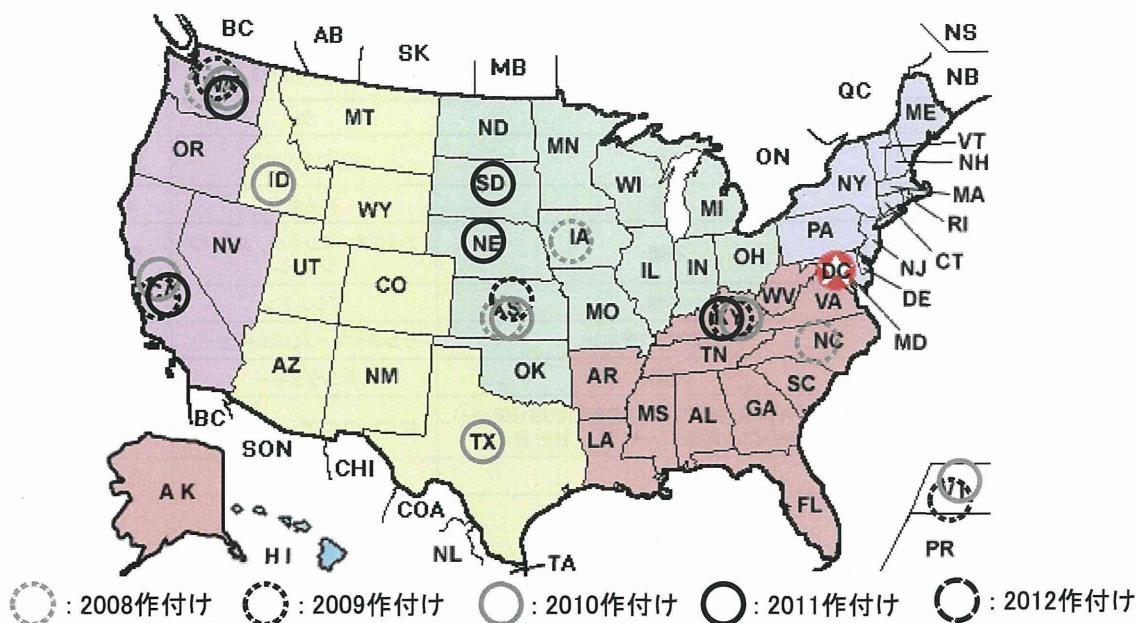 BC
AB
SK
MB
NS
NB
QC
ON
ME
MT
ND
MN
VT
NH
OR
ID
SD
WI
NY
MA
WY
MI
RI
NV
NE
IA
PA
CT
NJ
UT
CO
IL
IN
OH
DC
DE
WV
VA
MD
MO
AZ
NM
OK
TN
NC
AR
SC
MS
AL
GA
LA
TX
BC
SON
CHI
COA
NL
TA
AK
HI
FL
PR
:2008作付け
:2009作付け
:2010作付け
:2011作付け
:2012作付け